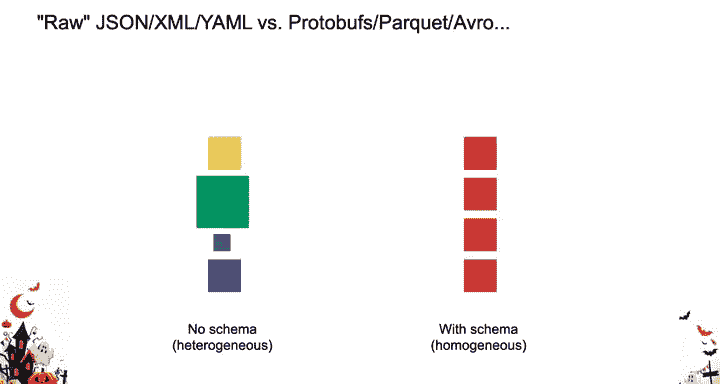 "Raw" JSON/XML/YAML vs. Protobufs/Parquet/Avro...
No schema
(heterogeneous)
With schema
(homogeneous)